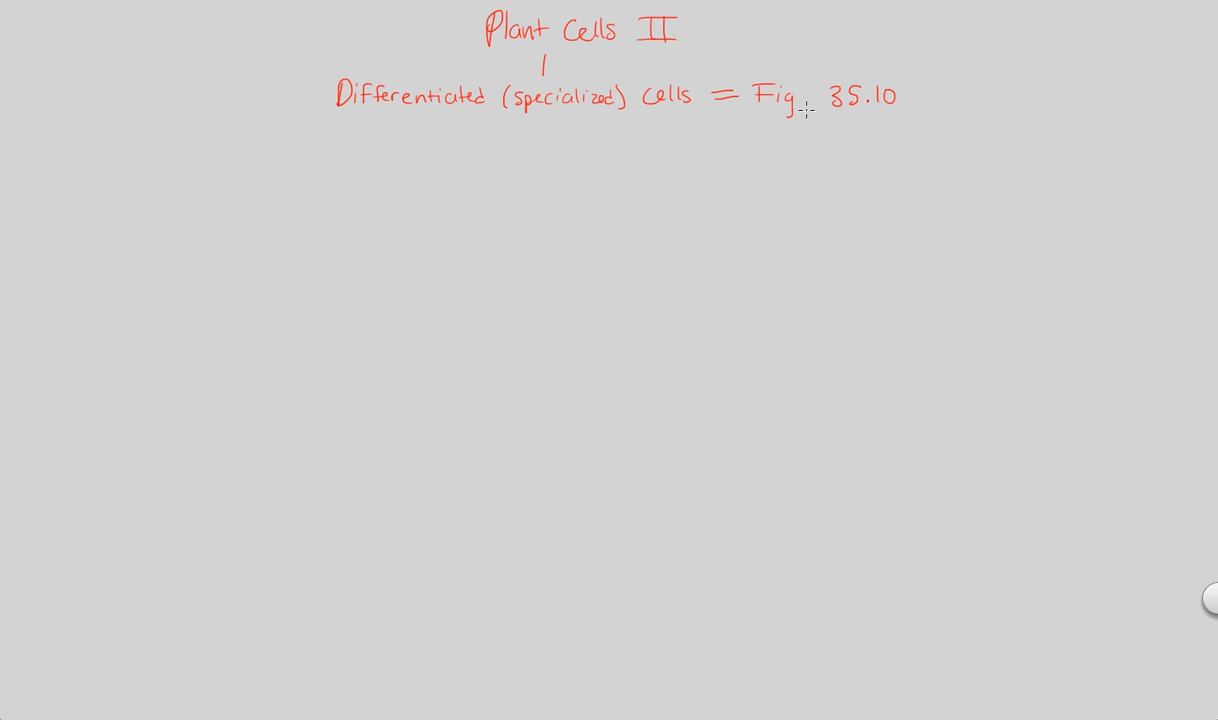 Plant Cells II
Differentiated (specialized) cells = Fig. 35.10